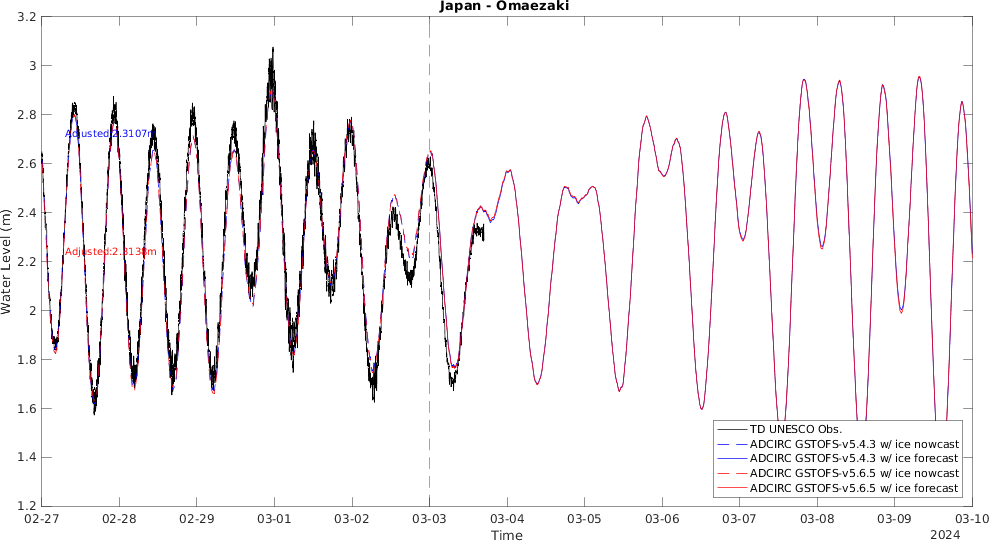 Japan - Omaezaki
3.2
3
2.8
2.6
2.4
2.2
2
1.8
1.6
1.4
1.2
Water Level (m)
Adjusted:2.3107m
Adjusted:2.3138m
TD UNESCO Obs.
ADCIRC GSTOFS-v5.4.3 w/ ice nowcast
ADCIRC GSTOFS-v5.4.3 w/ ice forecast
ADCIRC GSTOFS-v5.6.5 w/ ice nowcast
ADCIRC GSTOFS-v5.6.5 w/ ice forecast
02-27 02-28 02-29 03-01 03-02 03-03 03-04 03-05 03-06 03-07 03-08 03-09 03-10
Time
2024